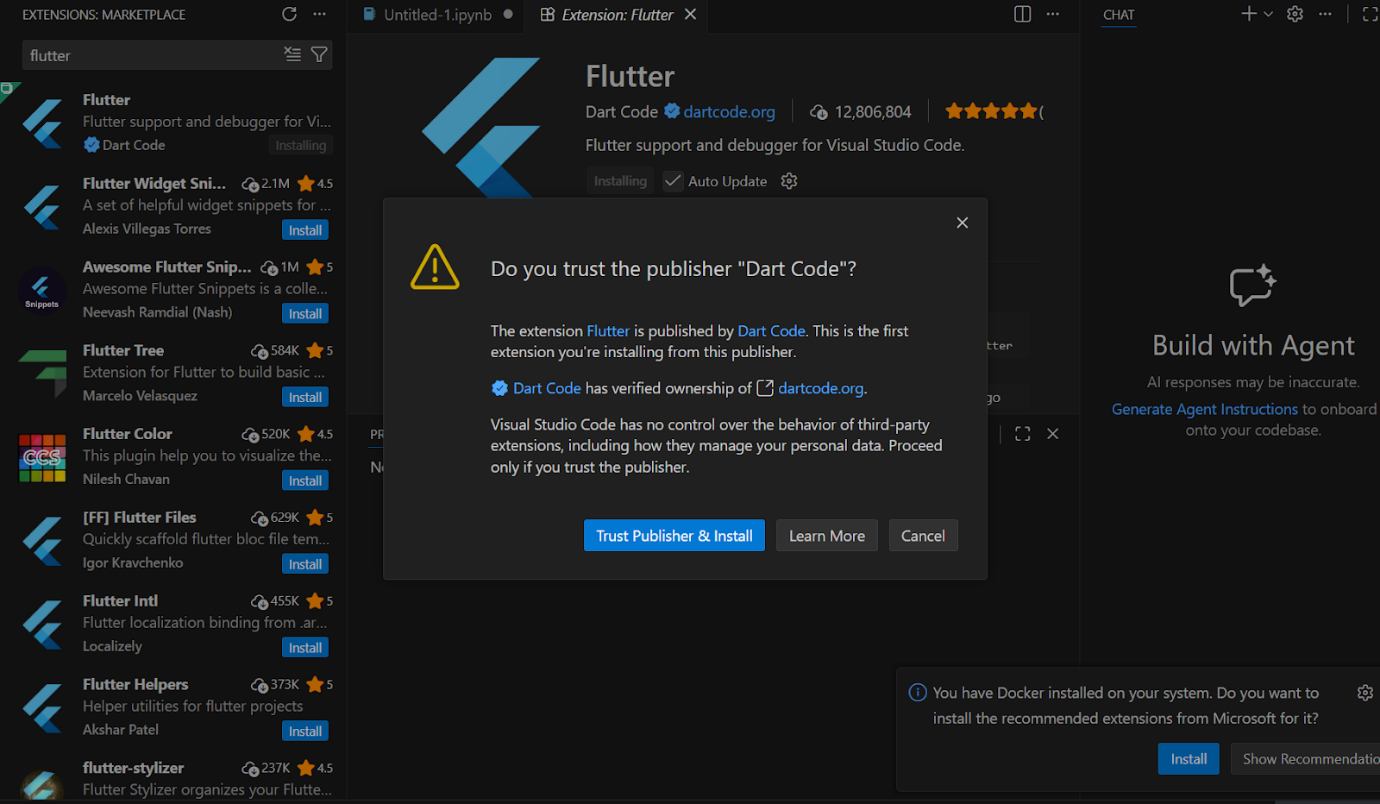 EXTENSIONS: MARKETPLACE
flutter
Flutter
Flutter support and debugger for Vi...
Dart Code
Installing
Flutter Widget Sni... 2.1M 4.5
A set of helpful widget snippets for ...
Alexis Villegas Torres
Install
Awesome Flutter Snip... 1M 5
Awesome Flutter Snippets is a colle...
Neevash Ramdial (Nash)
Install
Snippets
Flutter Tree 584K 5
Extension for Flutter to build basic ...
Marcelo Velasquez
Install
Flutter Color 520K 4.5
This plugin help you to visualize the...
Nilesh Chavan
Install
CCS
[FF] Flutter Files 629K 5
Quickly scaffold flutter bloc file tem...
Igor Kravchenko
Install
Flutter Intl 455K 5
Flutter localization binding from .ar...
Localizely
Install
Flutter Helpers 373K 5
Helper utilities for flutter projects
Akshar Patel
Install
flutter-stylizer 237K 4.5
Flutter Stylizer organizes your Flutte...
Untitled-1.ipynb
Extension: Flutter
Flutter
Dart Code dartcode.org 12,806,804 (
Flutter support and debugger for Visual Studio Code.
Installing Auto Update
Do you trust the publisher "Dart Code"?
The extension Flutter is published by Dart Code. This is the first
extension you're installing from this publisher.
Dart Code has verified ownership of dartcode.org.
Visual Studio Code has no control over the behavior of third-party
extensions, including how they manage your personal data. Proceed
only if you trust the publisher.
Trust Publisher & Install
Learn More
Cancel
tter
go
PR
No
CHAT
Build with Agent
AI responses may be inaccurate.
Generate Agent Instructions to onboard
onto your codebase.
You have Docker installed on your system. Do you want to
install the recommended extensions from Microsoft for it?
Install
Show Recommendatio